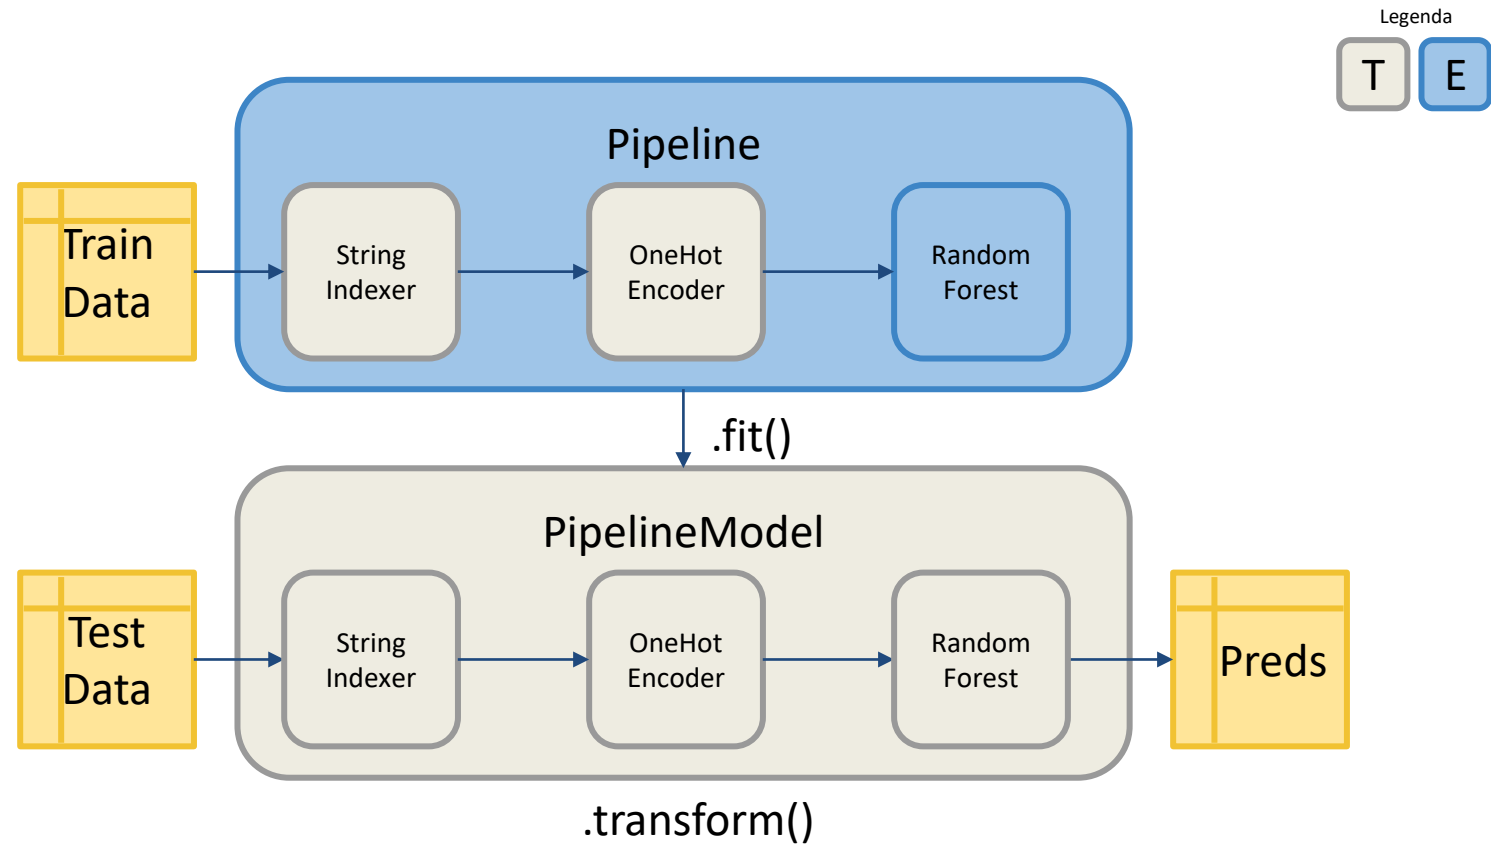 Legenda
T
E
Pipeline
Train
Data
String
Indexer
OneHot
Encoder
Random
Forest
.fit()
PipelineModel
Test
Data
String
Indexer
OneHot
Encoder
Random
Forest
Preds
.transform()